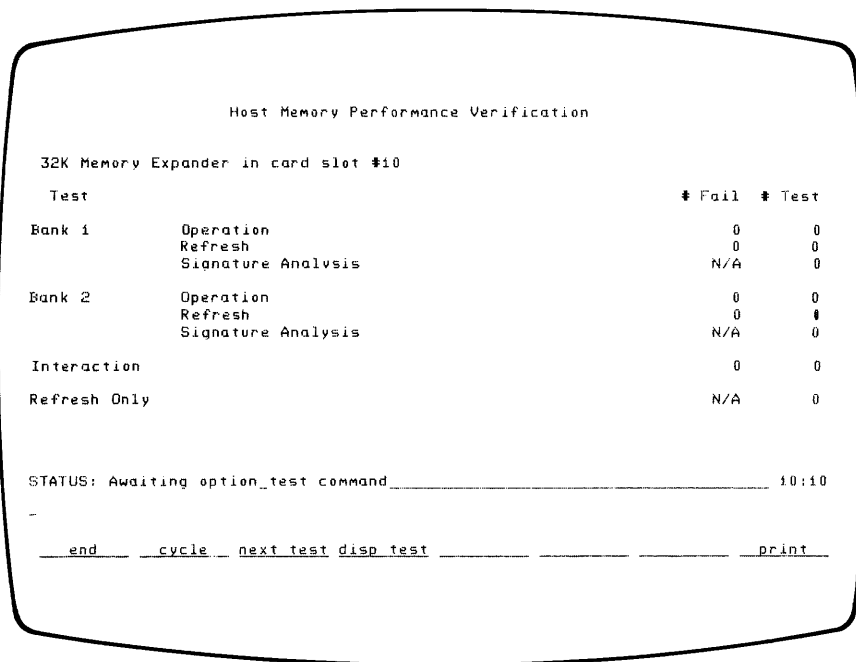 Host Memory Performance Verification
32K Memory Expander in card slot #10
Test # Fail # Test
Bank 1 Operation 0 0
Refresh 0 0
Signature Analysis N/A 0
Bank 2 Operation 0 0
Refresh 0 0
Signature Analysis N/A 0
Interaction 0 0
Refresh Only N/A 0
STATUS: Awaiting option_test command 10:10
_
end cycle next test disp test print